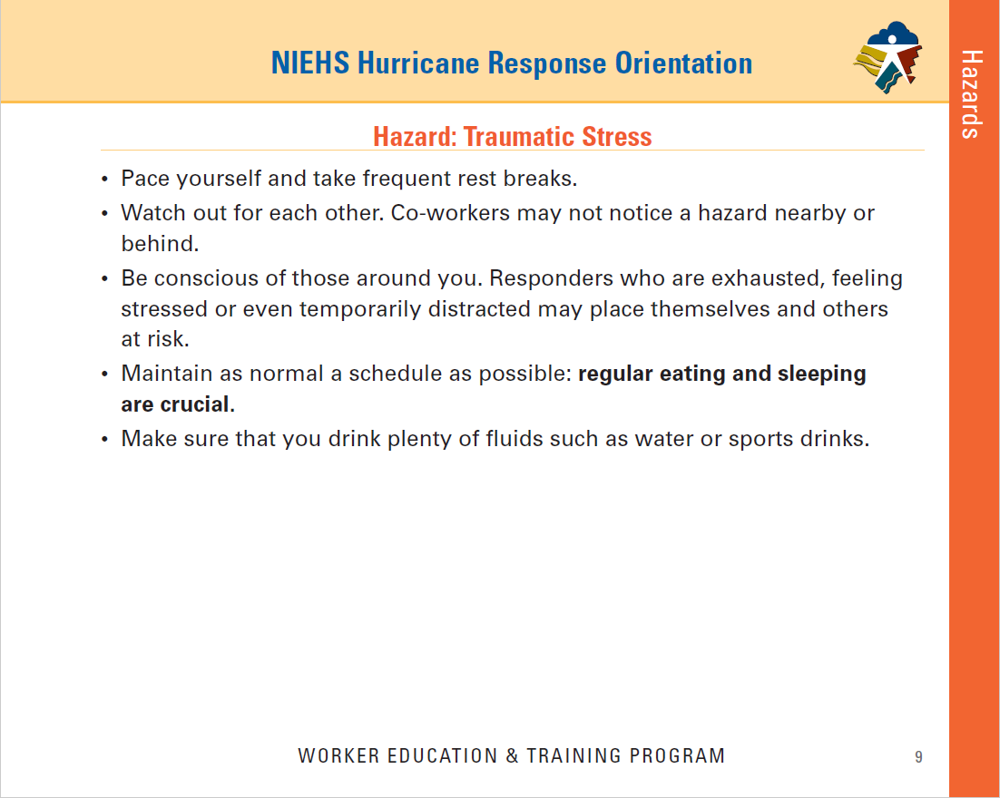 NIEHS Hurricane Response Orientation
Hazards
Hazard: Traumatic Stress
• Pace yourself and take frequent rest breaks.
• Watch out for each other. Co-workers may not notice a hazard nearby or
behind.
• Be conscious of those around you. Responders who are exhausted, feeling
stressed or even temporarily distracted may place themselves and others
at risk.
• Maintain as normal a schedule as possible: regular eating and sleeping
are crucial.
• Make sure that you drink plenty of fluids such as water or sports drinks.
WORKER EDUCATION & TRAINING PROGRAM
9